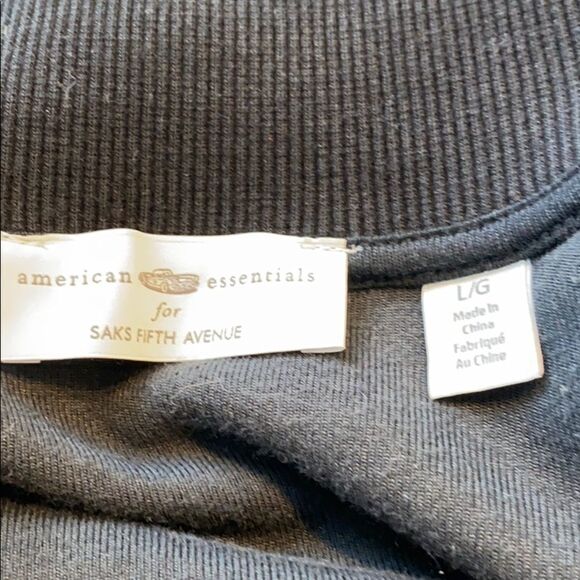 american essentials
for
SAKS FIFTH AVENUE
L/G
Made In
China
Fabriqué
Au Chine